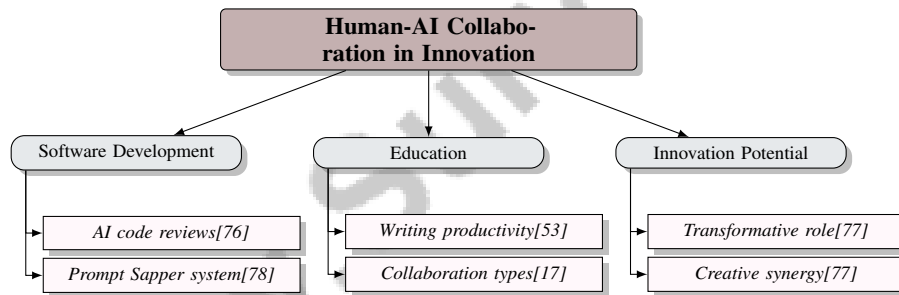 Human-AI Collabo-
ration in Innovation
Software Development
Education
Innovation Potential
AI code reviews[76]
Writing productivity[53]
Transformative role[77]
Prompt Sapper system[78]
Collaboration types[17]
Creative synergy[77]